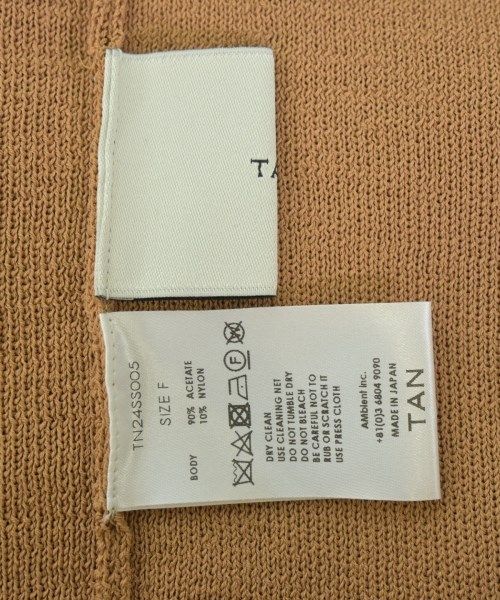 TA
TN24SS005
SIZE F
BODY 90% ACETATE
10% NYLON
DRY CLEAN
USE CLEANING NET
DO NOT TUMBLE DRY
DO NOT BLEACH
BE CAREFUL NOT TO
RUB OR SCRATCH IT
USE PRESS CLOTH
Ambient Inc.
+81(0)3 6804 9090
MADE IN JAPAN
TAN